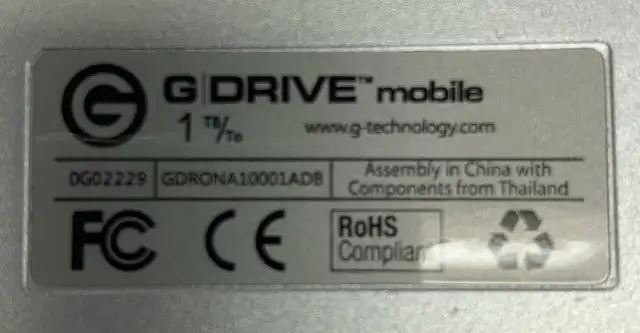 G|DRIVE™ mobile
1 TB/To www.g-technology.com
0G02229 GDRONA10001ADB Assembly in China with
Components from Thailand
FC CE RoHS
Compliant